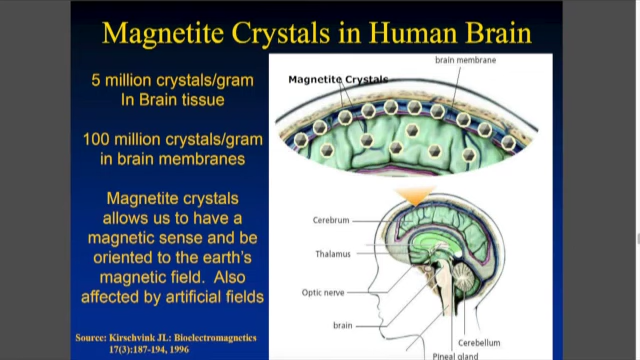 Magnetite Crystals in Human Brain
5 million crystals/gram
In Brain tissue
100 million crystals/gram
in brain membranes
Magnetite crystals
allows us to have a
magnetic sense and be
oriented to the earth's
magnetic field. Also
affected by artificial fields
Source: Kirschvink JL: Bioelectromagnetics
17(3):187-194, 1996
brain membrane
Magnetite Crystals
Cerebrum
Thalamus
Optic nerve
brain
Cerebellum
Pineal gland